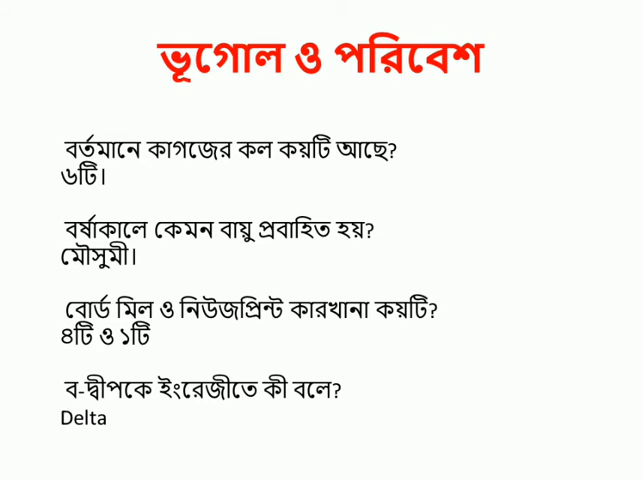 ভূগোল ও পরিবেশ
বর্তমানে কাগজের কল কয়টি আছে?
৬টি।
বর্ষাকালে কেমন বায়ু প্রবাহিত হয়?
মৌসুমী।
বোর্ড মিল ও নিউজপ্রিন্ট কারখানা কয়টি?
৪টি ও ১টি
ব-দ্বীপকে ইংরেজীতে কী বলে?
Delta